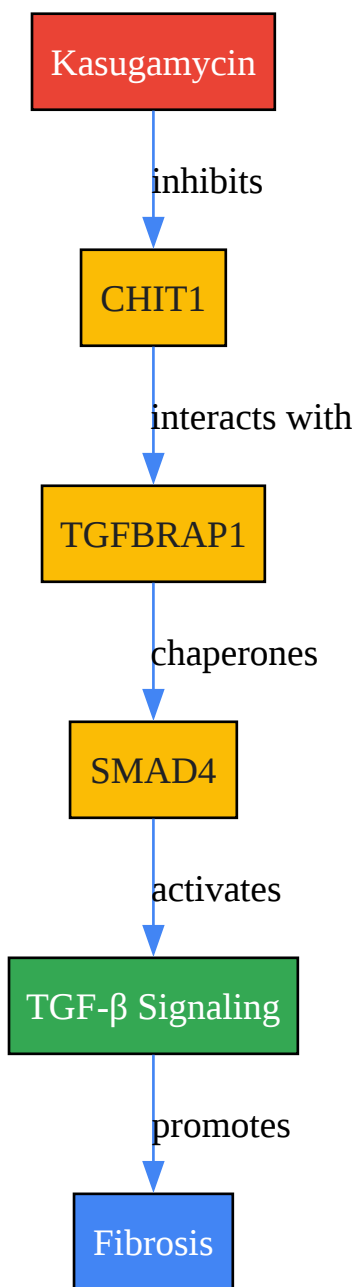 Kasugamycin
inhibits
CHIT1
interacts with
TGFBRAP1
chaperones
SMAD4
activates
TGF-β Signaling
promotes
Fibrosis